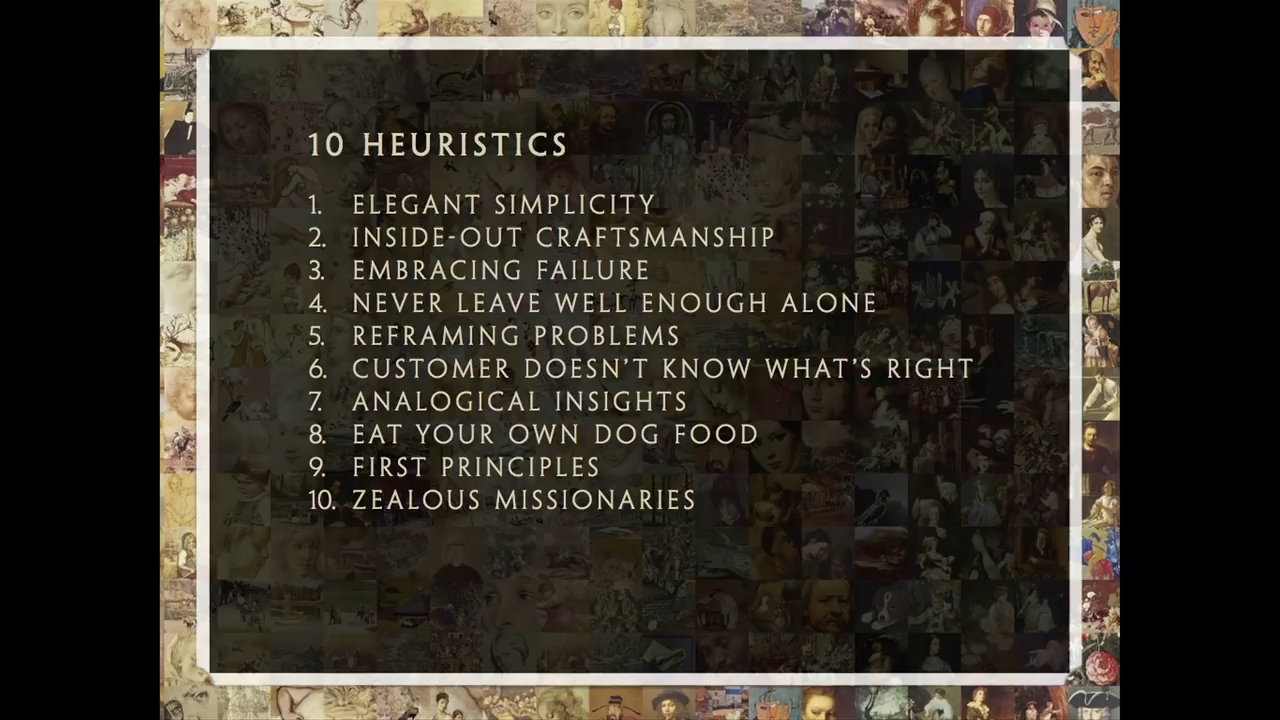 10 HEURISTICS
1. ELEGANT SIMPLICITY
2. INSIDE-OUT CRAFTSMANSHIP
3. EMBRACING FAILURE
4. NEVER LEAVE WELL ENOUGH ALONE
5. REFRAMING PROBLEMS
6. CUSTOMER DOESN'T KNOW WHAT'S RIGHT
7. ANALOGICAL INSIGHTS
8. EAT YOUR OWN DOG FOOD
9. FIRST PRINCIPLES
10. ZEALOUS MISSIONARIES